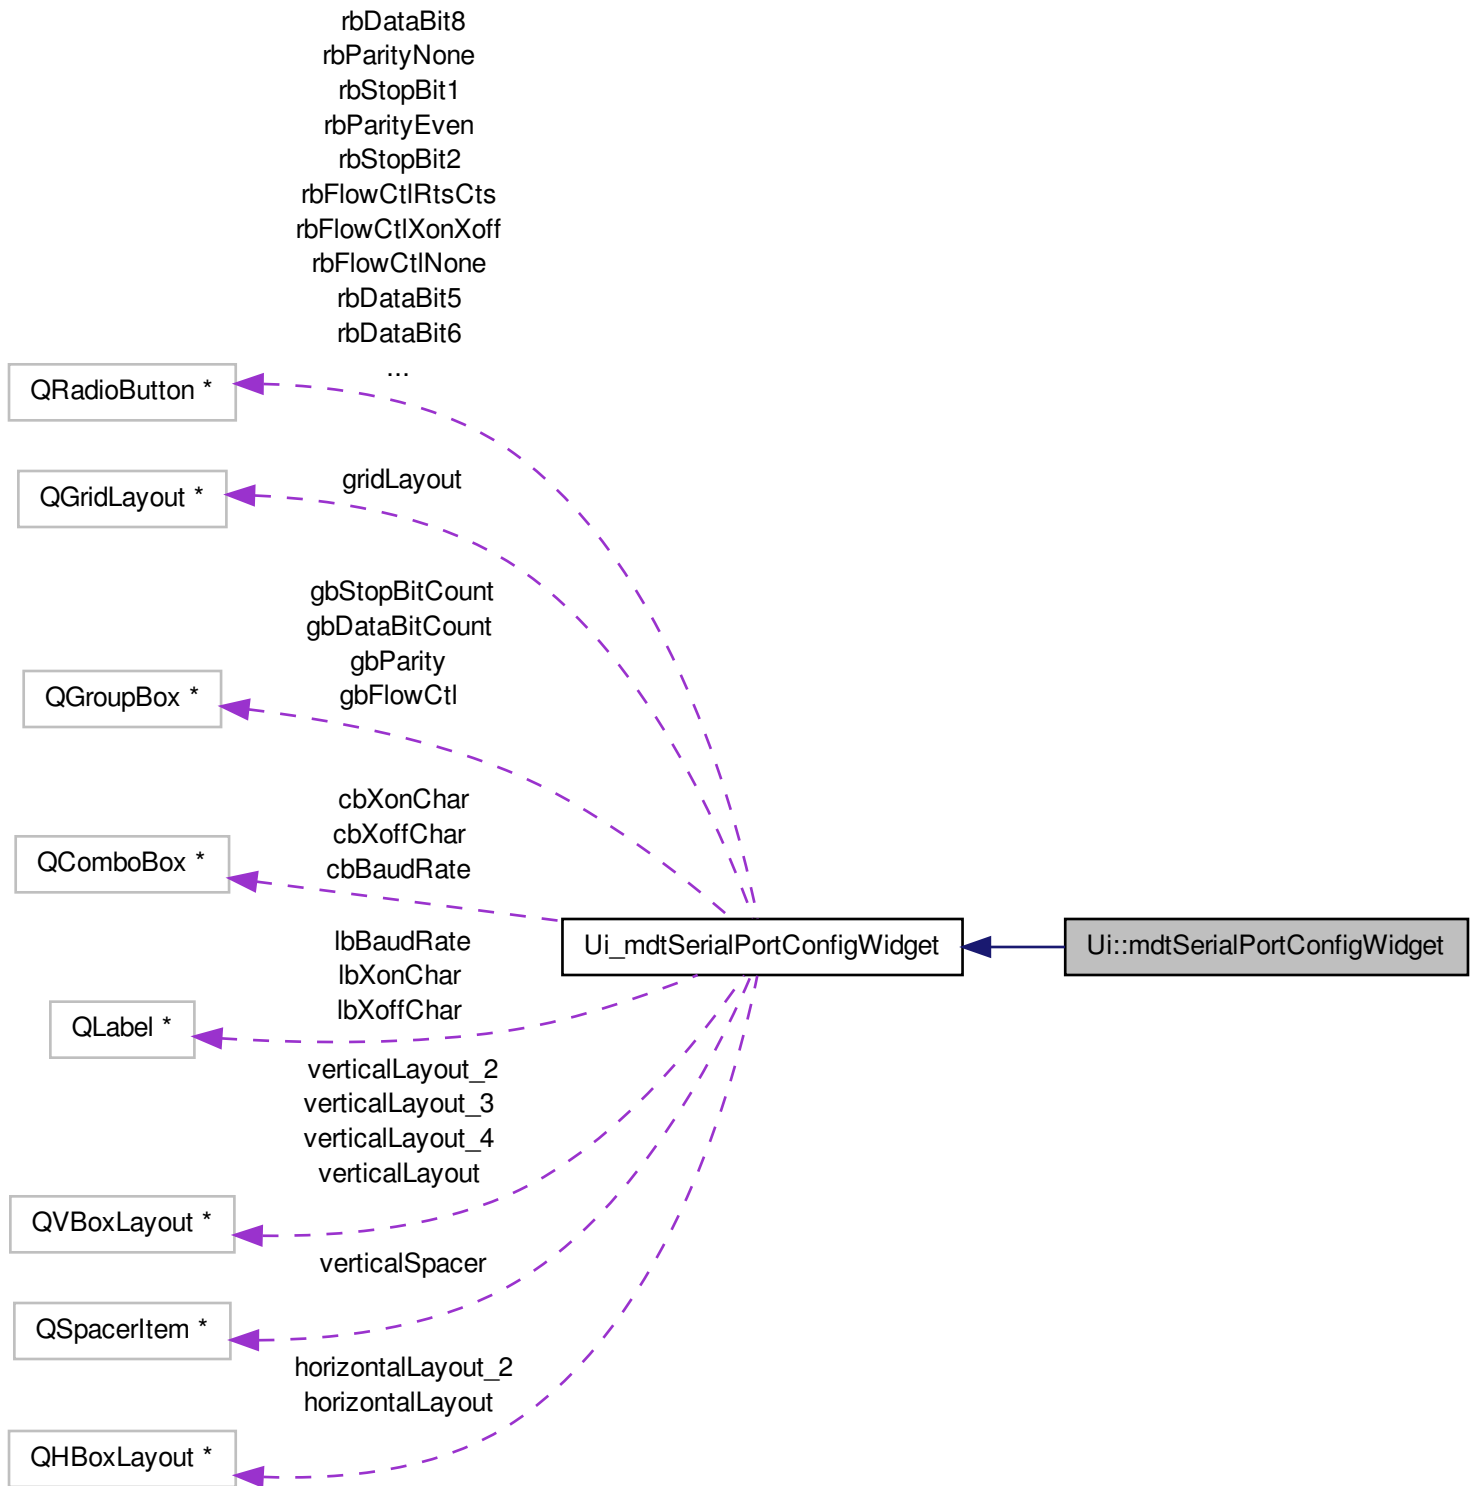 rbDataBit8
rbParityNone
rbStopBit1
rbParityEven
rbStopBit2
rbFlowCtlRtsCts
rbFlowCtlXonXoff
rbFlowCtlNone
rbDataBit5
rbDataBit6
...
QRadioButton *
gridLayout
QGridLayout *
gbStopBitCount
gbDataBitCount
gbParity
gbFlowCtl
QGroupBox *
cbXonChar
cbXoffChar
cbBaudRate
QComboBox *
Ui_mdtSerialPortConfigWidget
Ui::mdtSerialPortConfigWidget
lbBaudRate
lbXonChar
lbXoffChar
QLabel *
verticalLayout_2
verticalLayout_3
verticalLayout_4
verticalLayout
QVBoxLayout *
verticalSpacer
QSpacerItem *
horizontalLayout_2
horizontalLayout
QHBoxLayout *